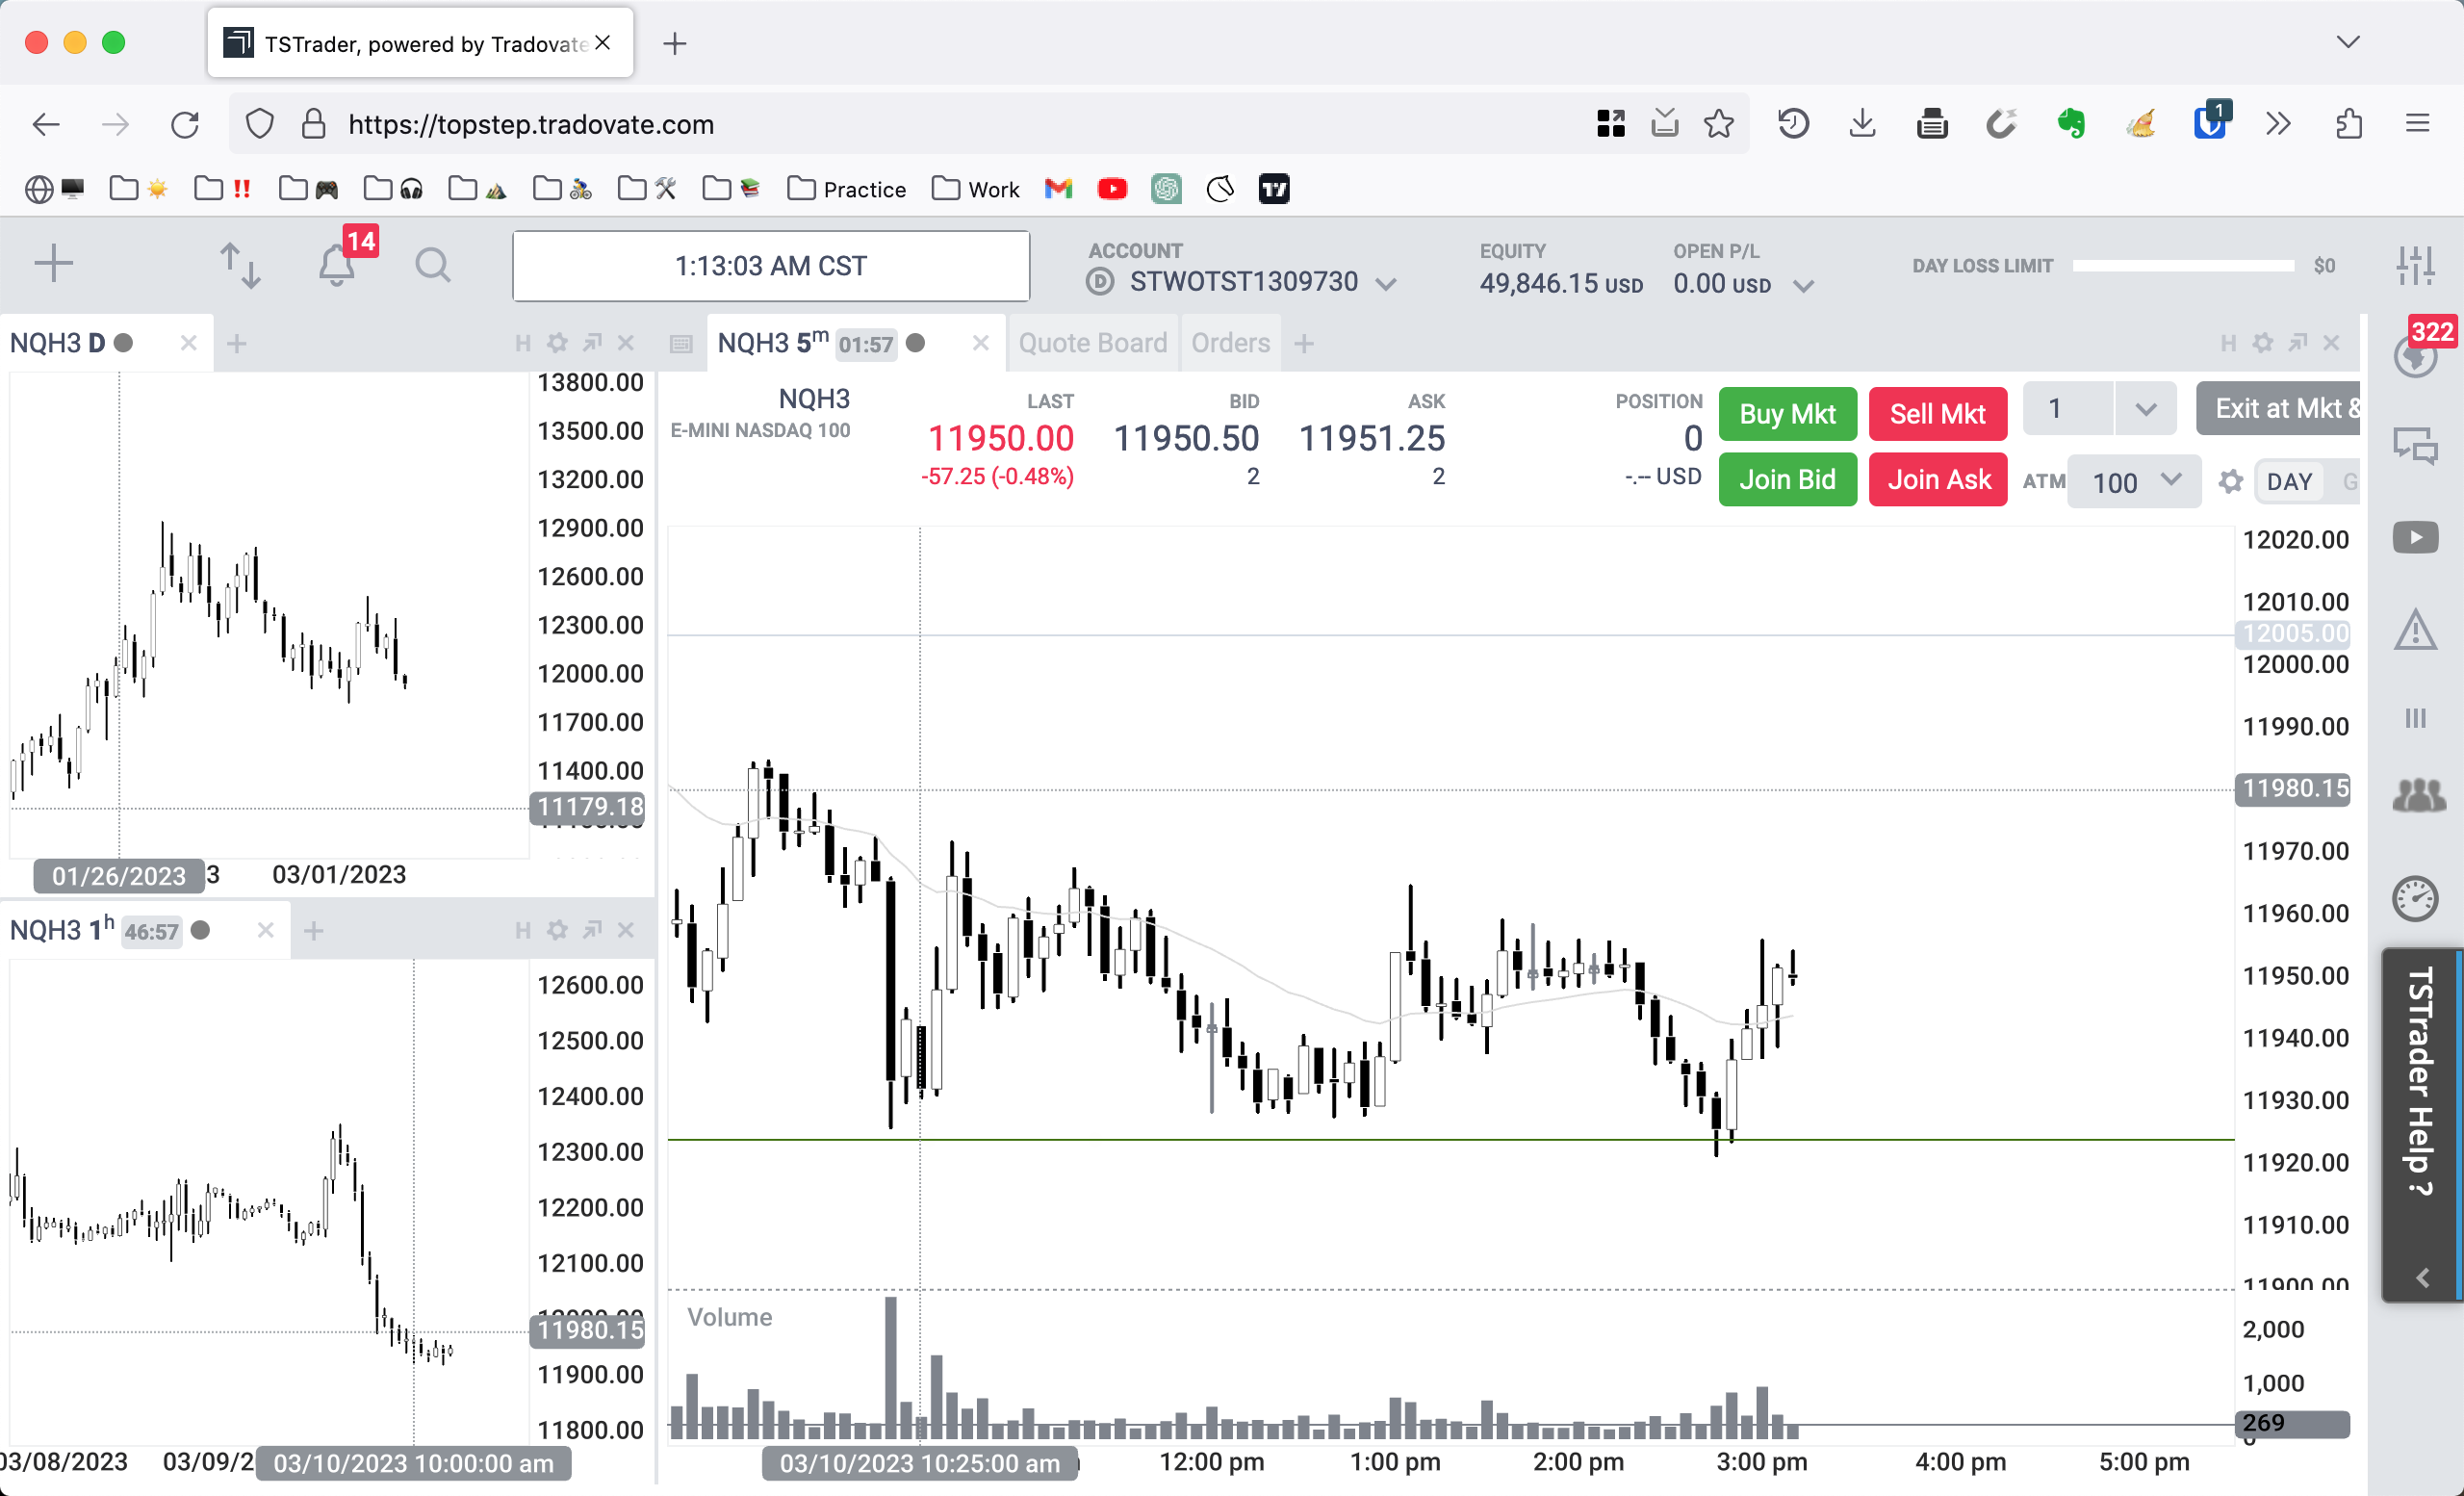 TSTrader, powered by Tradovate
https://topstep.tradovate.com
1
Practice
Work
14
1:13:03 AM CST
ACCOUNT
D STWOTST1309730
EQUITY
49,846.15 USD
OPEN P/L
0.00 USD
DAY LOSS LIMIT
$0
322
NQH3 D
H
13800.00
13500.00
13200.00
12900.00
12600.00
12300.00
12000.00
11700.00
11400.00
11179.18
01/26/2023
3
03/01/2023
NQH3 1h 46:57
H
12600.00
12500.00
12400.00
12300.00
12200.00
12100.00
11980.15
11900.00
11800.00
03/08/2023
03/09/2
03/10/2023 10:00:00 am
NQH3 5m 01:57
Quote Board
Orders
H
NQH3
E-MINI NASDAQ 100
LAST
11950.00
-57.25 (-0.48%)
BID
11950.50
2
ASK
11951.25
2
POSITION
0
-.-- USD
Buy Mkt
Sell Mkt
1
Exit at Mkt &
Join Bid
Join Ask
ATM
100
DAY
G
12020.00
12010.00
12005.00
12000.00
11990.00
11980.15
11970.00
11960.00
11950.00
11940.00
11930.00
11920.00
11910.00
11900.00
Volume
2,000
1,000
269
03/10/2023 10:25:00 am
12:00 pm
1:00 pm
2:00 pm
3:00 pm
4:00 pm
5:00 pm
TSTrader Help ?